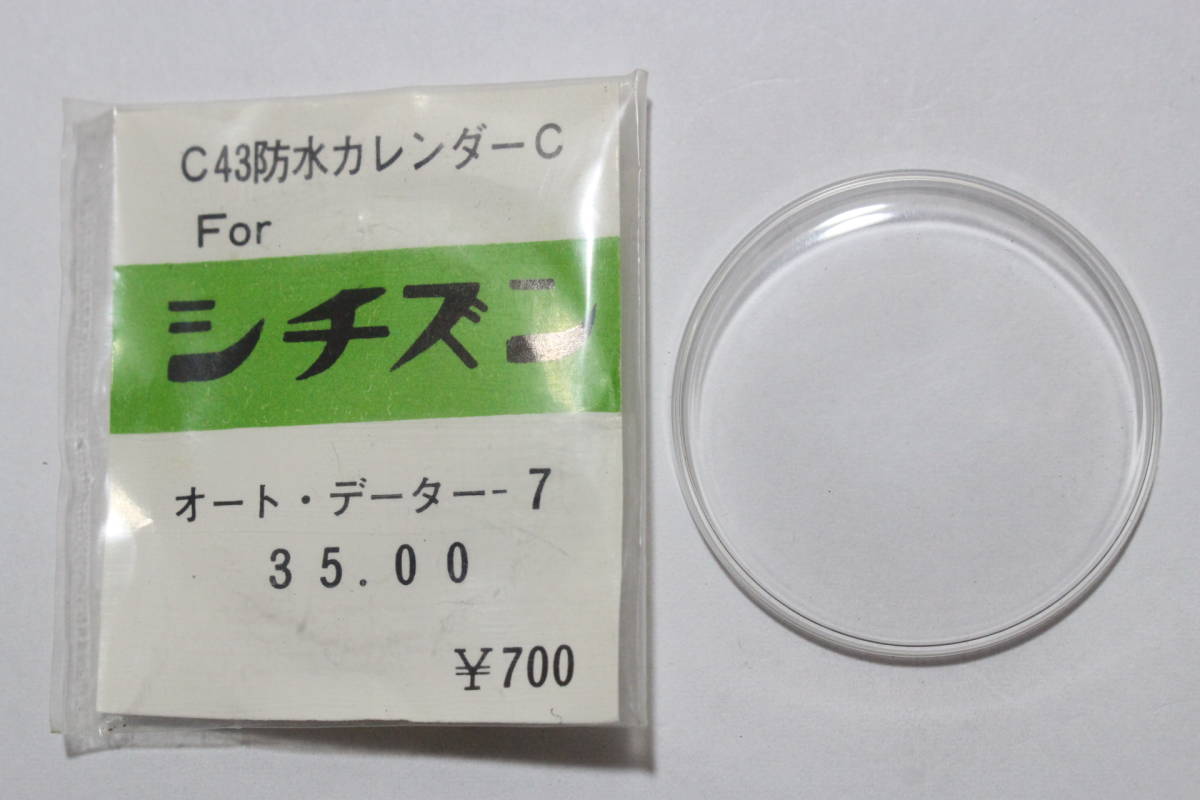 C43防水カレンダーC
For
シチズン
オート・データー-7
35.00
¥700